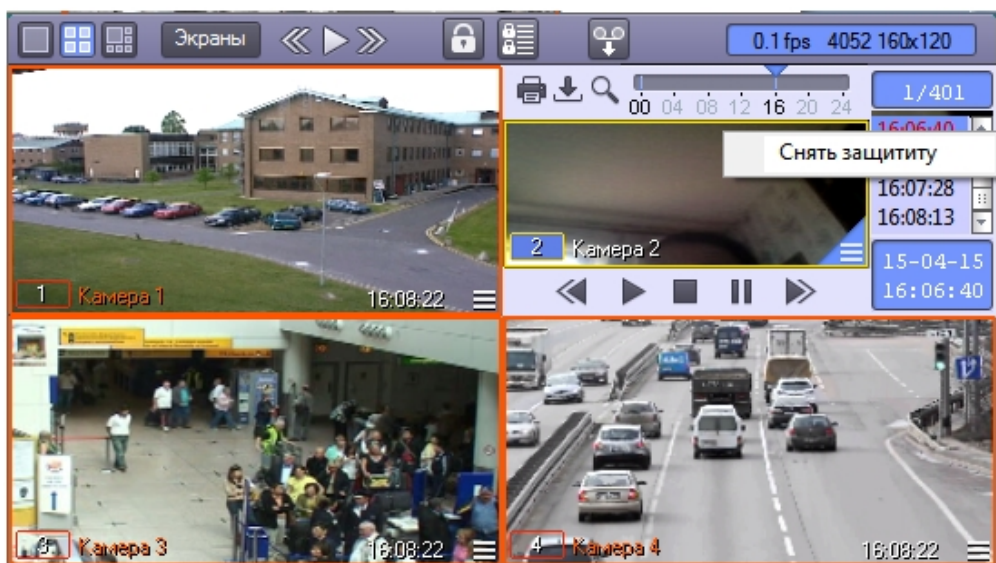 Экраны
0.1 fps 4052 160x120
00 04 08 12 16 20 24
1/401
16:06:40
Снять защититу
16:07:28
16:08:13
2 Камера 2
15-04-15
16:06:40
1 Камера 1 16:08:22
3 Камера 3 16:08:22
4 Камера 4 16:08:22